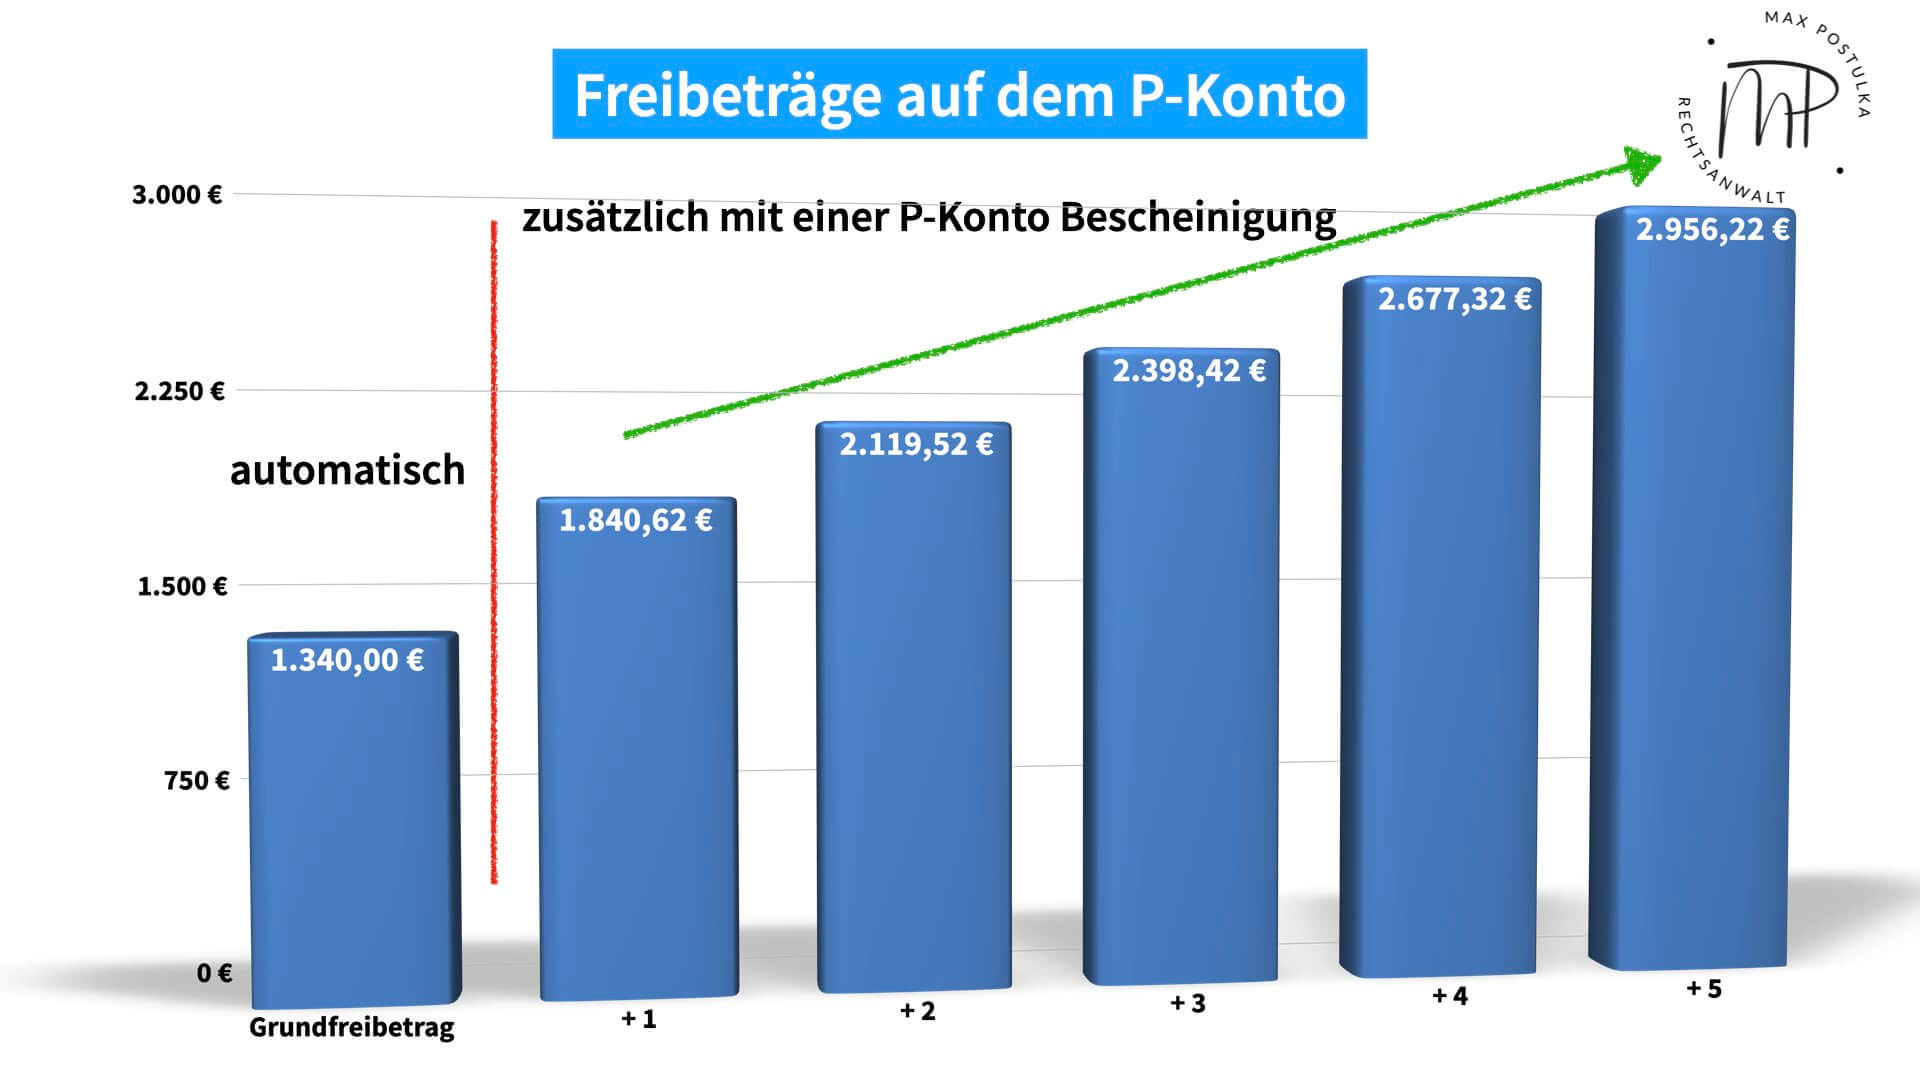 Freibeträge auf dem P-Konto
MAX POSTULKA
RECHTSANWALT
MP
3.000 €
zusätzlich mit einer P-Konto Bescheinigung
2.956,22 €
2.677,32 €
2.398,42 €
2.250 €
2.119,52 €
automatisch
1.840,62 €
1.500 €
1.340,00 €
750 €
0 €
Grundfreibetrag
+ 1
+ 2
+ 3
+ 4
+ 5